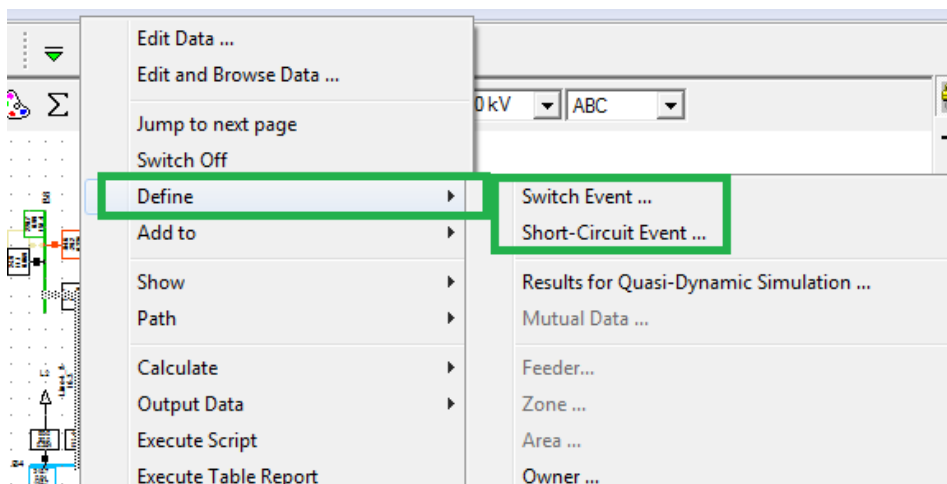 Edit Data ...
Edit and Browse Data ...
0 kV
ABC
Jump to next page
Switch Off
Define
Switch Event ...
Add to
Short-Circuit Event ...
Show
Results for Quasi-Dynamic Simulation ...
Path
Mutual Data ...
Calculate
Feeder...
Output Data
Zone ...
Execute Script
Area ...
Execute Table Report
Owner ...